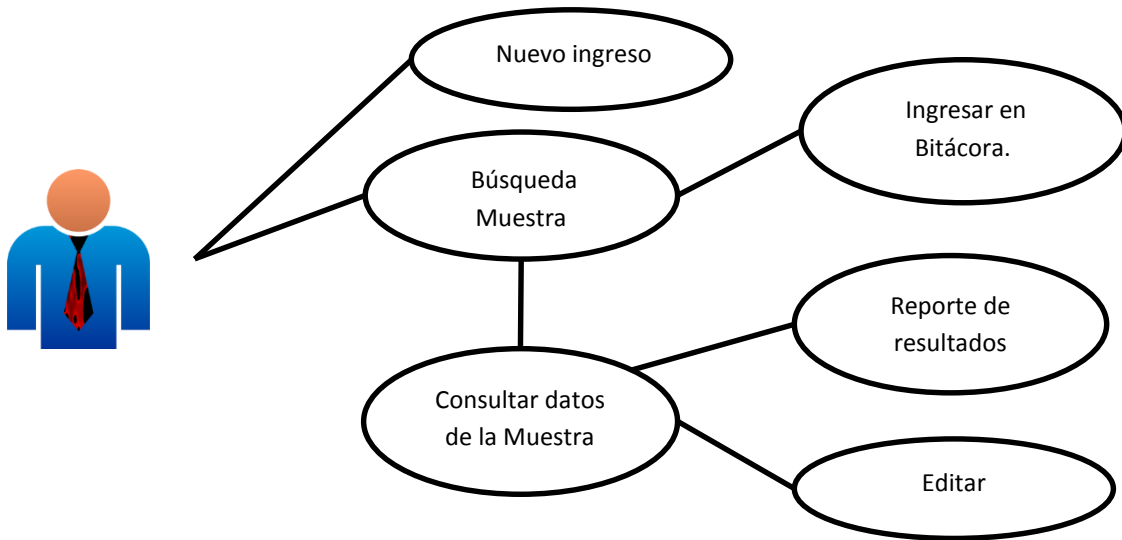 Nuevo ingreso
Búsqueda
Muestra
Ingresar en
Bitácora.
Consultar datos
de la Muestra
Reporte de
resultados
Editar